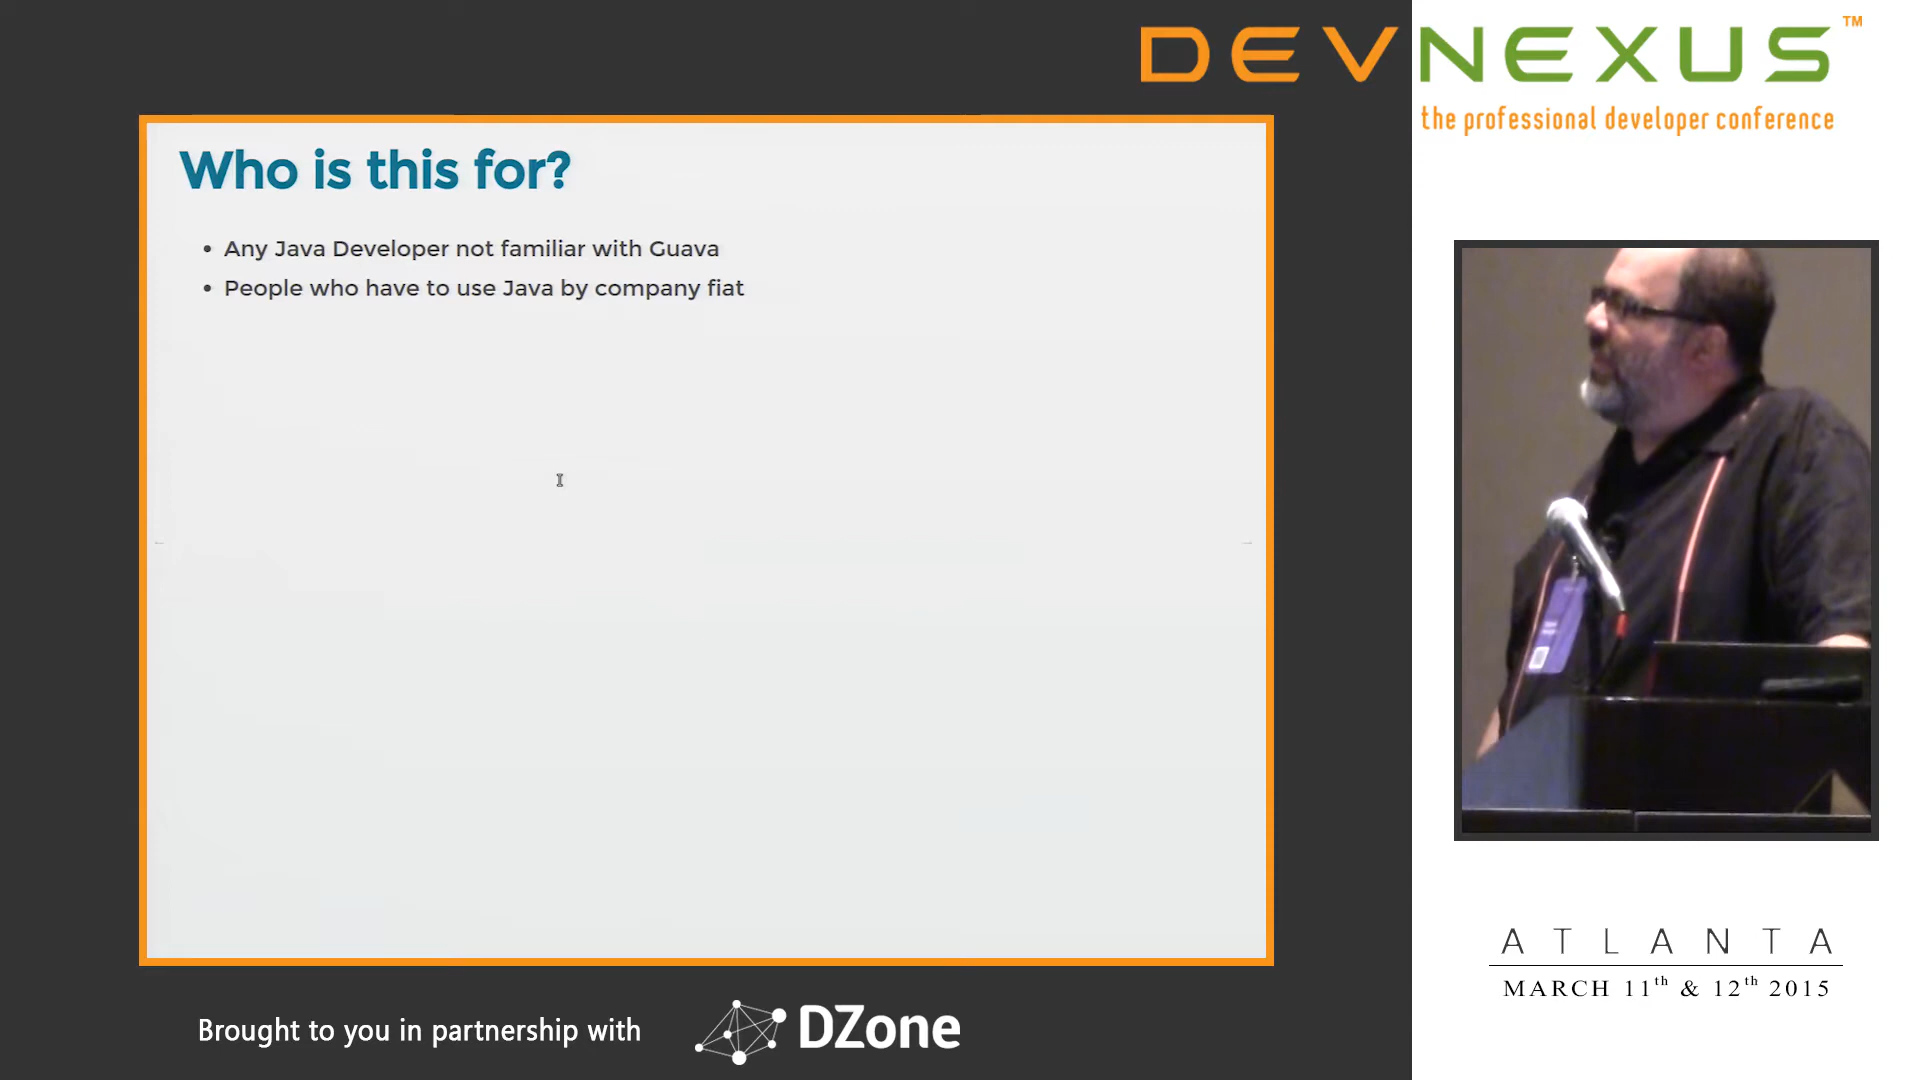 DEVNEXUS™
the professional developer conference
Who is this for?
• Any Java Developer not familiar with Guava
• People who have to use Java by company fiat
←
→
ATLANTA
MARCH 11th & 12th 2015
Brought to you in partnership with
DZone